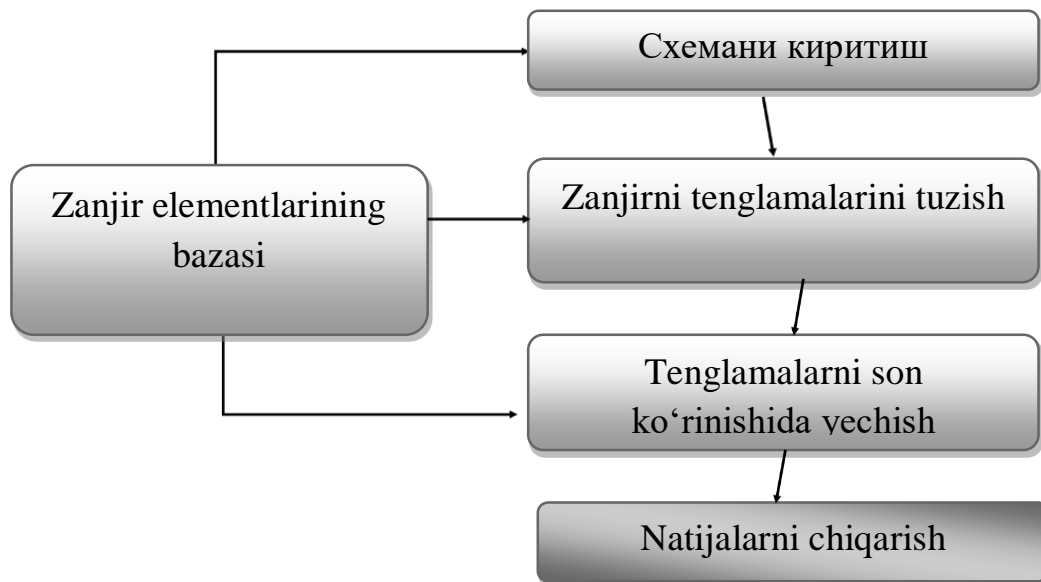 Схемани киритиш
Zanjir elementlarining
bazasi
Zanjirni tenglamalarini tuzish
Tenglamalarni son
ko‘rinishida yechish
Natijalarni chiqarish